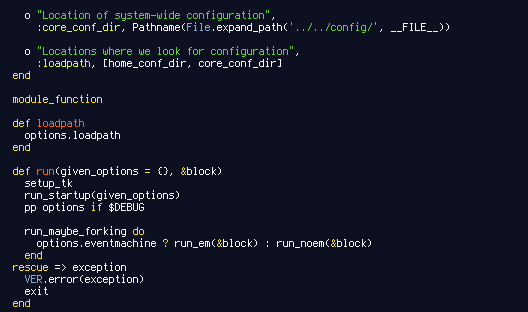 o "Location of system-wide configuration",
:core_conf_dir, Pathname(File.expand_path('../../config/', __FILE__))
o "Locations where we look for configuration",
:loadpath, [home_conf_dir, core_conf_dir]
end
module_function
def loadpath
options.loadpath
end
def run(given_options = {}, &block)
setup_tk
run_startup(given_options)
pp options if $DEBUG
run_maybe_forking do
options.eventmachine ? run_em(&block) : run_noem(&block)
end
rescue => exception
VER.error(exception)
exit
end